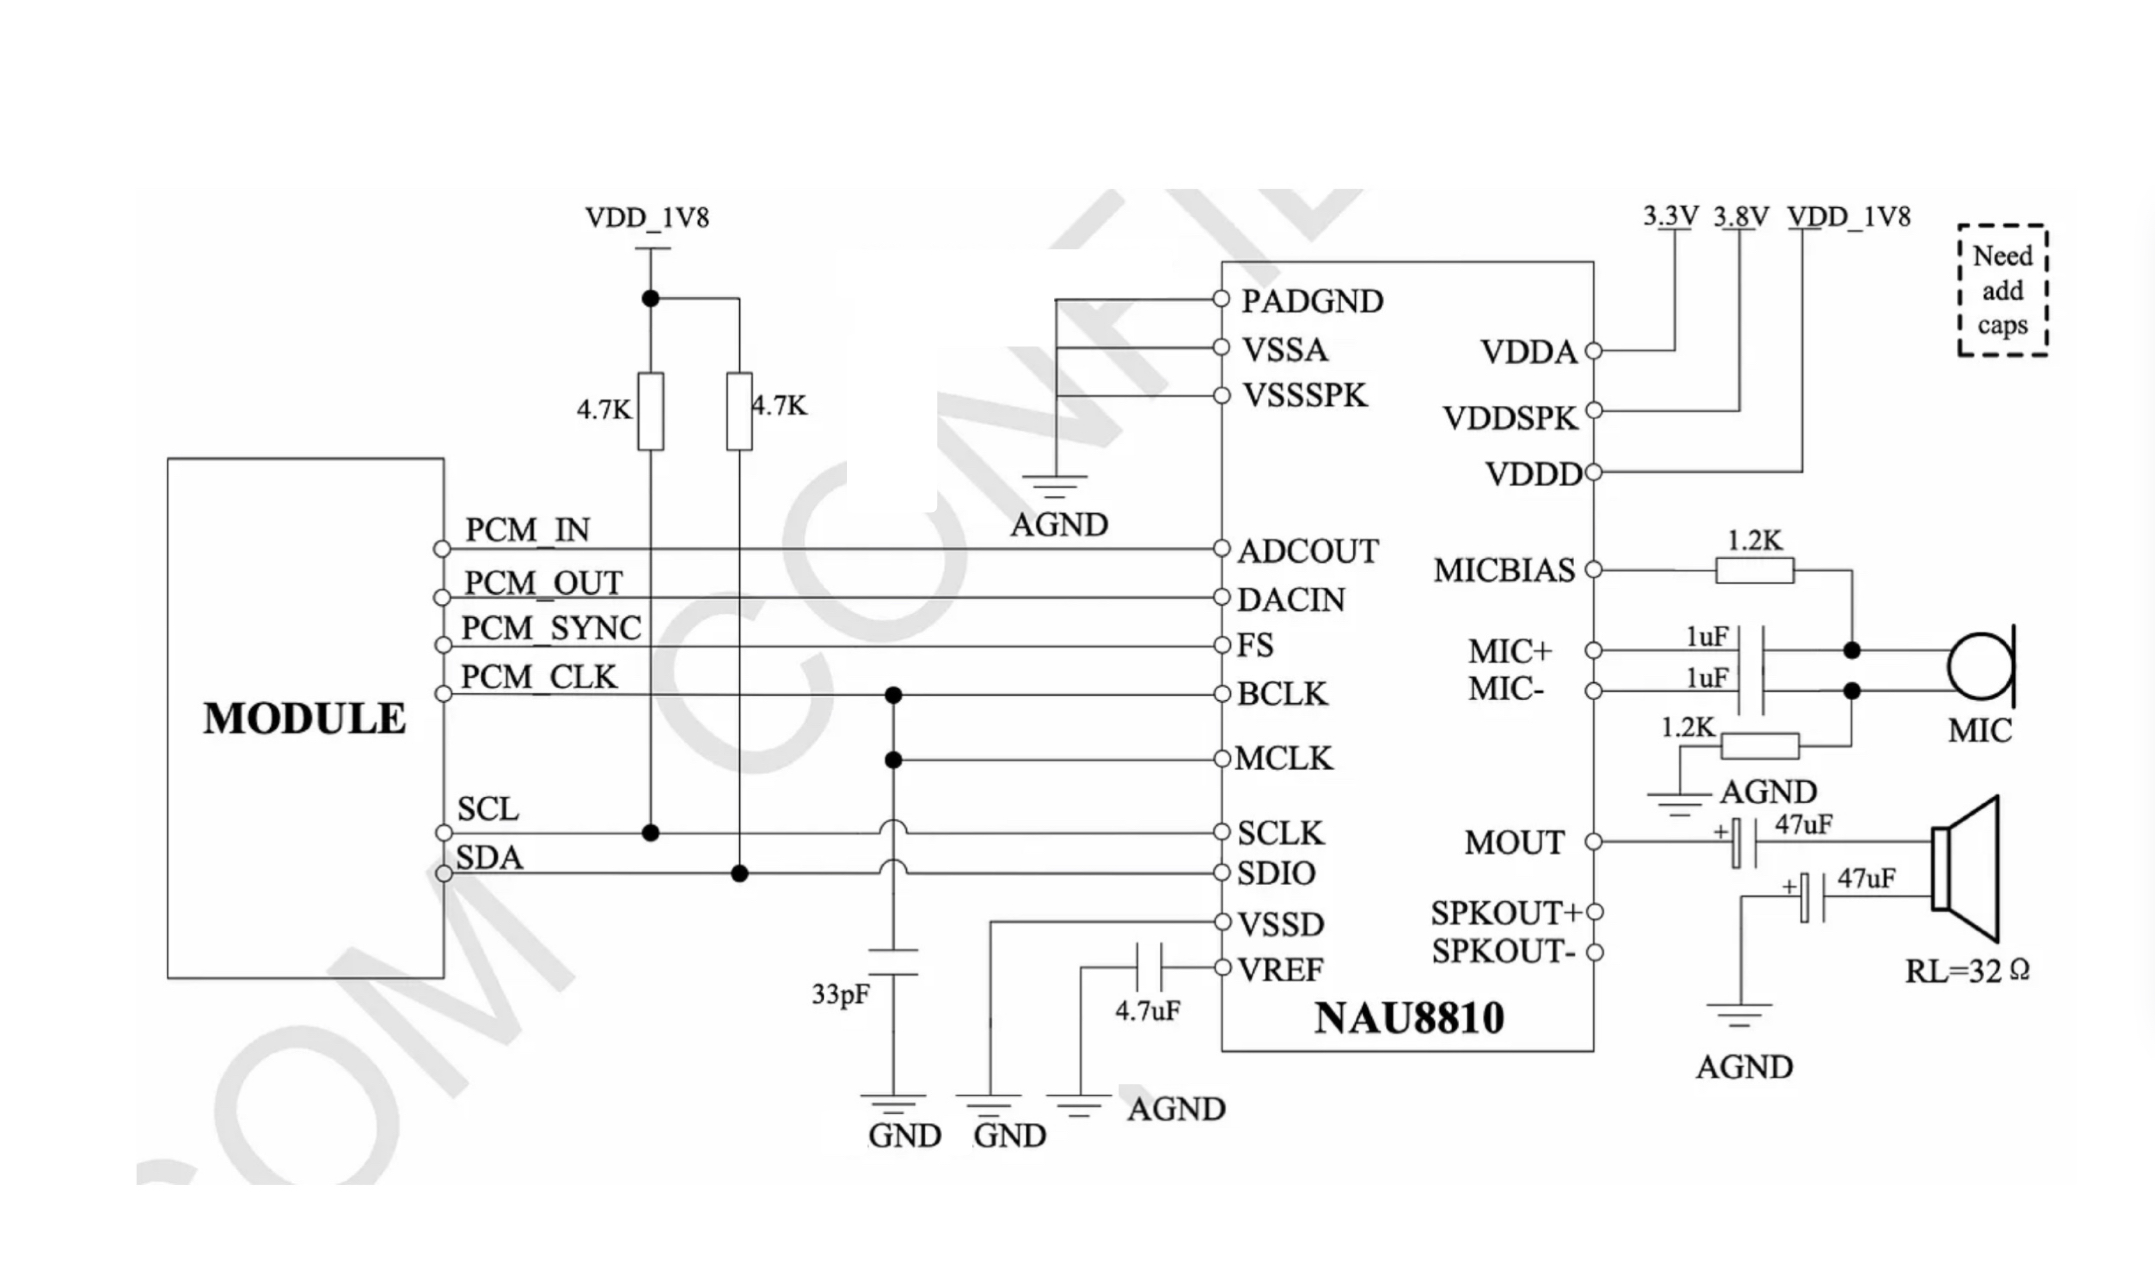 VDD_1V8
3.3V 3.8V VDD_1V8
Need
add
caps
PADGND
VSSA
VSSSPK
VDDA
VDDSPK
VDDD
4.7K
4.7K
AGND
PCM_IN
PCM_OUT
PCM_SYNC
PCM_CLK
ADCOUT
DACIN
FS
BCLK
MCLK
MICBIAS
1.2K
MIC+
1uF
MIC-
1uF
1.2K
MIC
AGND
MODULE
SCL
SDA
SCLK
SDIO
VSSD
VREF
MOUT
+ 47uF
+ 47uF
SPKOUT+
SPKOUT-
RL=32 Ω
33pF
4.7uF
NAU8810
AGND
GND
GND
AGND
COM CONFI